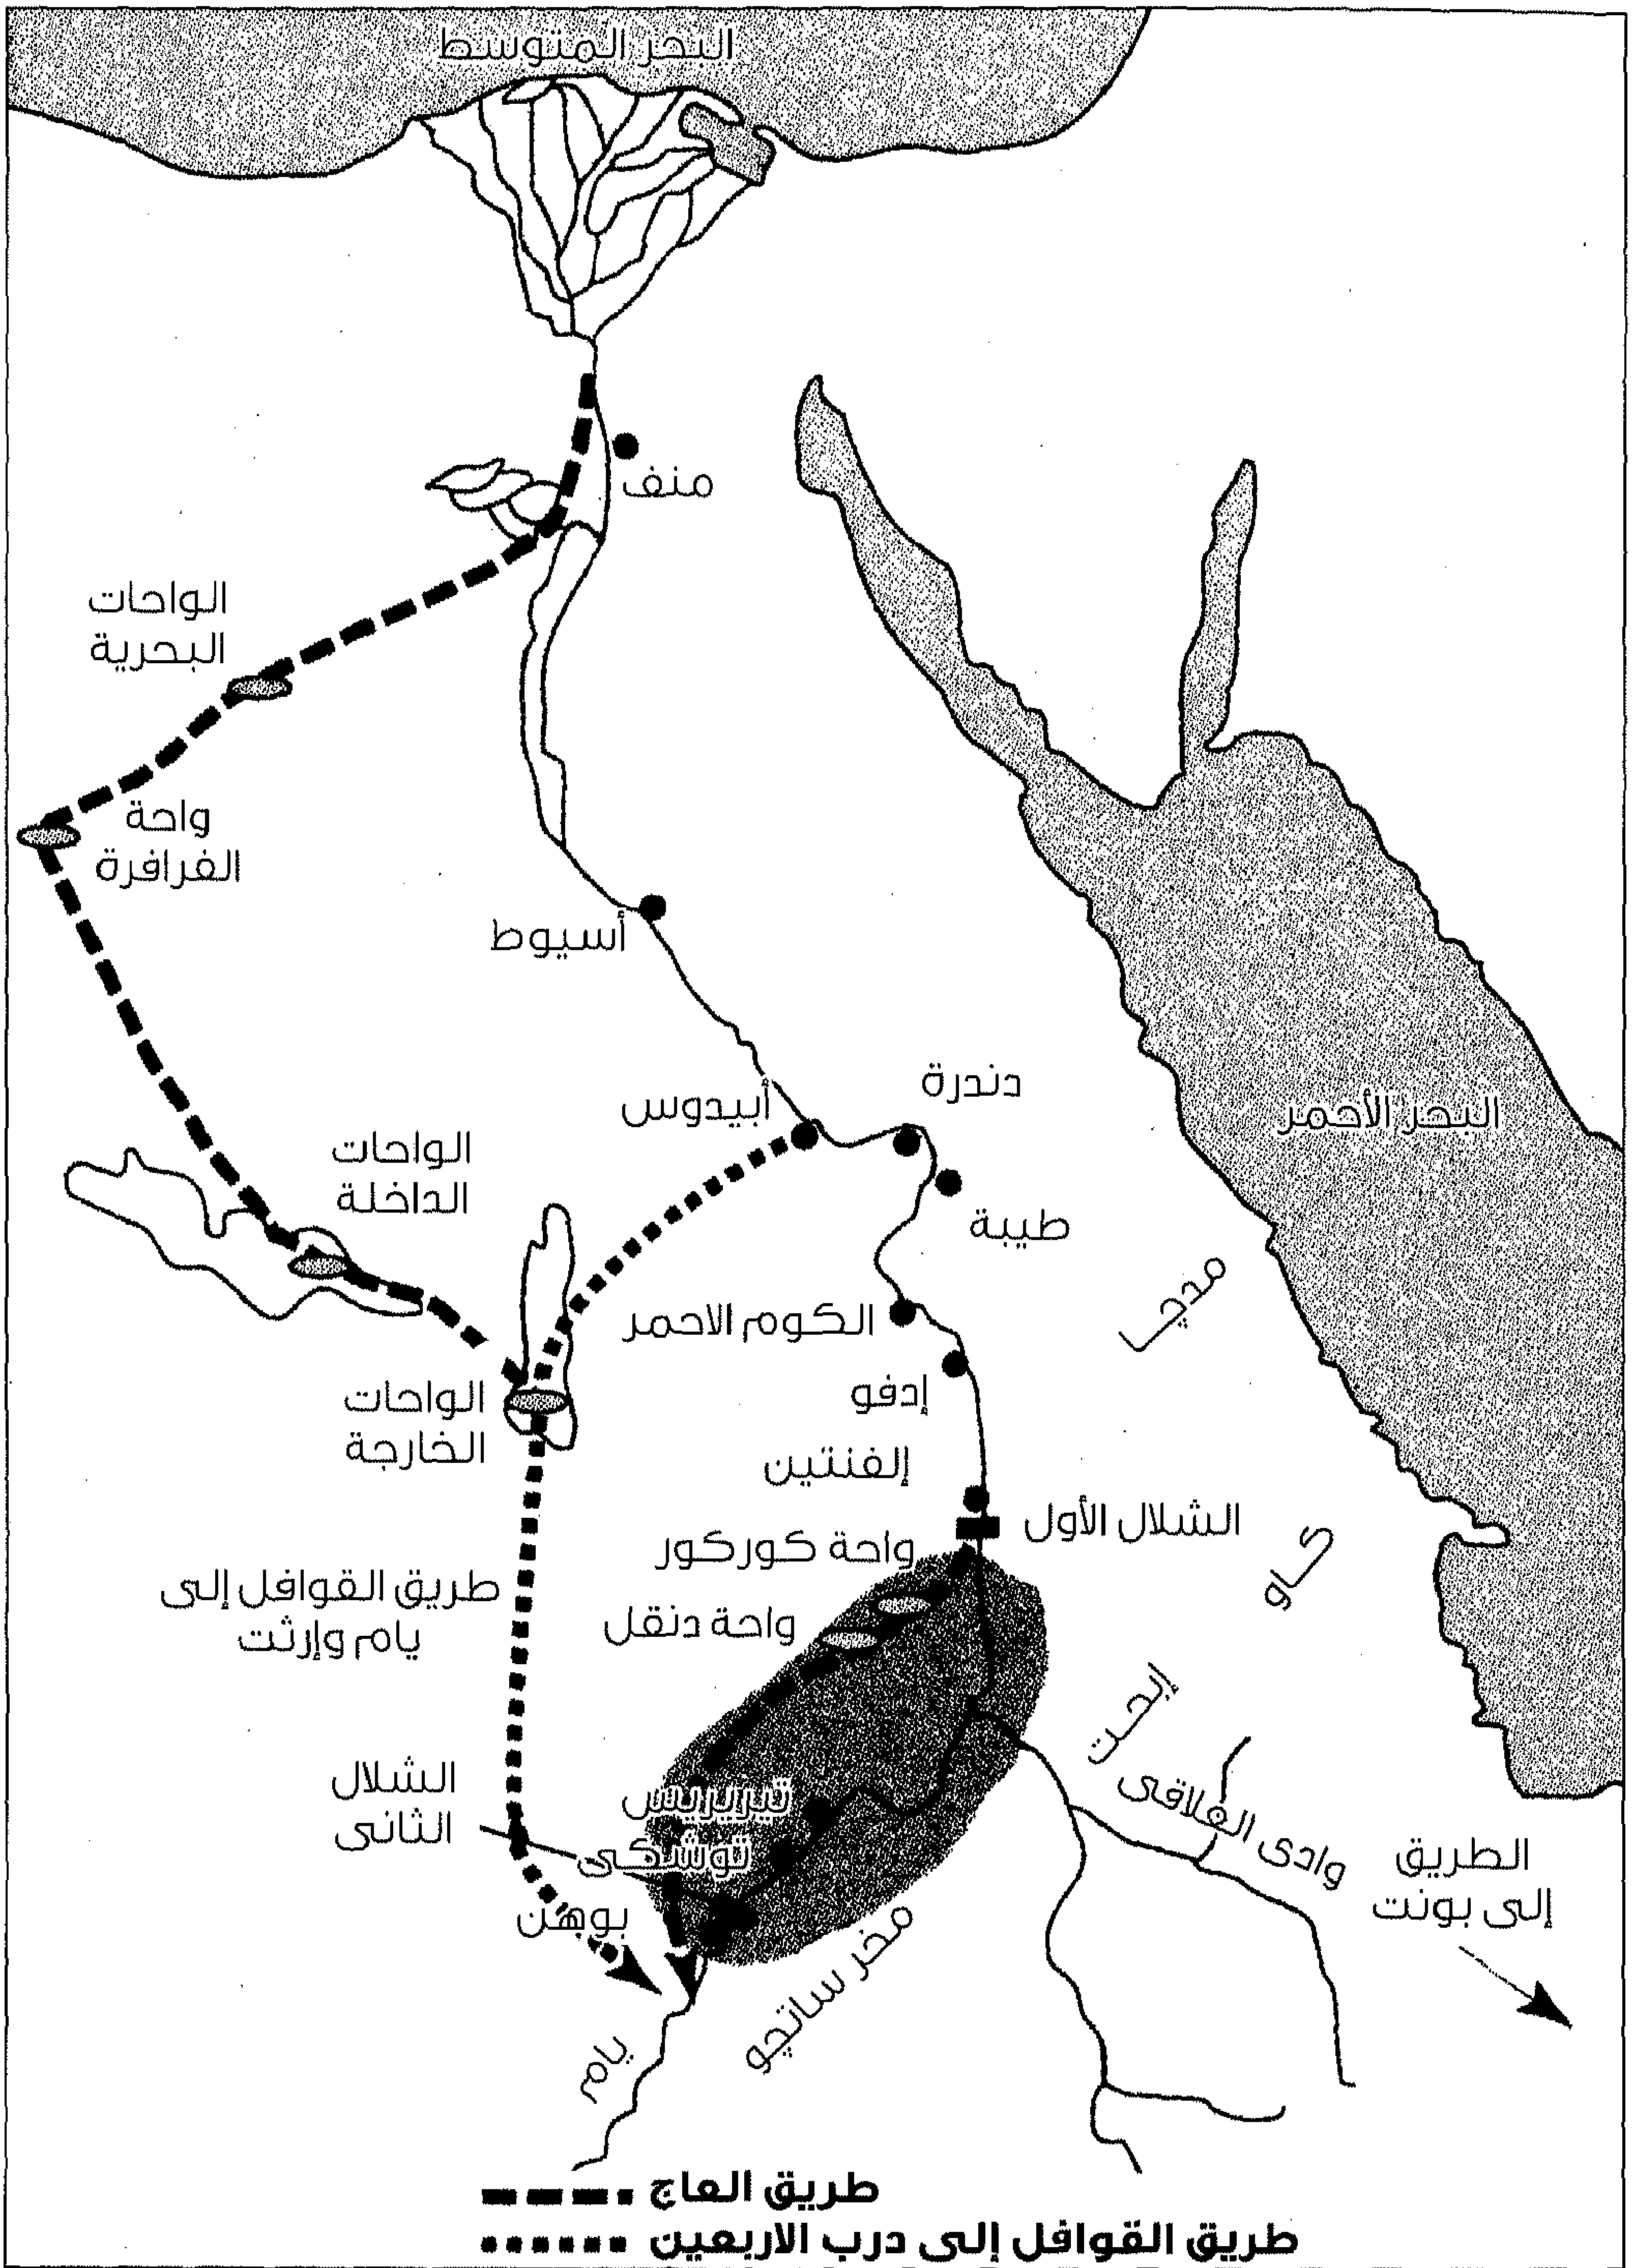 البحر المتوسط
منف
الواحات
البحرية
واحة
الفرافرة
أسيوط
دندرة
أبيدوس
البحر الأحمر
الواحات
الداخلة
طيبة
مدچا
الكوم الاحمر
إدفو
الواحات
الخارجة
إلفنتين
الشلال الأول
واحة كوركور
كاو
طريق القوافل إلى
يام وإرثت
واحة دنقل
إبحت
الشلال
الثانى
توشكى
وادى العلاقى
الطريق
إلى بونت
بوهن
مخر ساتچو
يام
طريق العاج
طريق القوافل إلى درب الاربعين